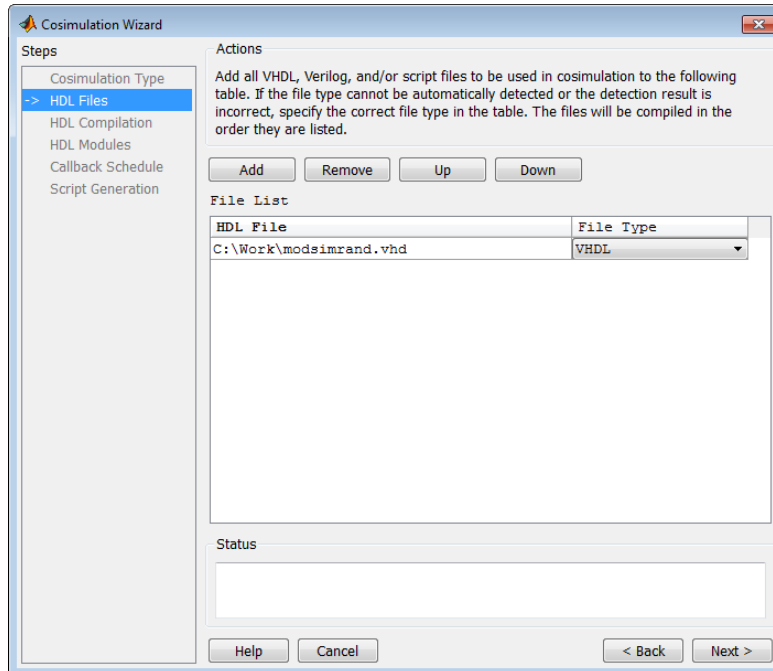 Cosimulation Wizard
Steps
Cosimulation Type
-> HDL Files
HDL Compilation
HDL Modules
Callback Schedule
Script Generation
Actions
Add all VHDL, Verilog, and/or script files to be used in cosimulation to the following
table. If the file type cannot be automatically detected or the detection result is
incorrect, specify the correct file type in the table. The files will be compiled in the
order they are listed.
Add Remove Up Down
File List
HDL File File Type
C:\Work\modsimrand.vhd VHDL
Status
Help Cancel < Back Next >